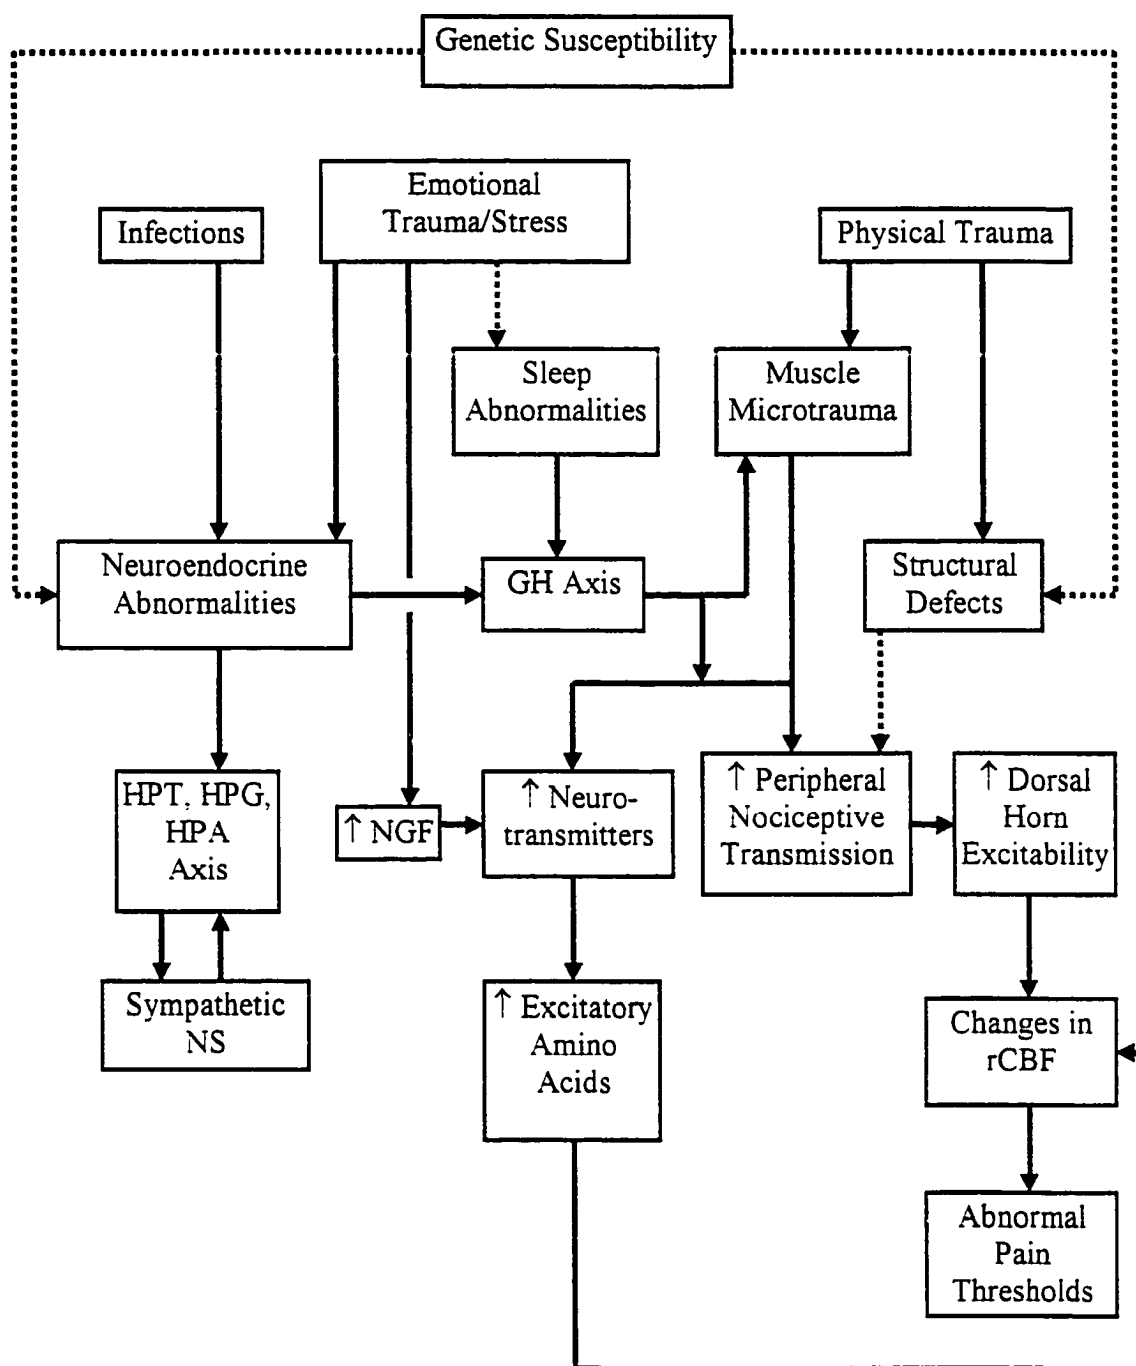 Genetic Susceptibility
Emotional
Trauma/Stress
Infections
Physical Trauma
Sleep
Abnormalities
Muscle
Microtrauma
Neuroendocrine
Abnormalities
GH Axis
Structural
Defects
HPT, HPG,
HPA
Axis
↑ NGF
↑ Neuro-
transmitters
↑ Peripheral
Nociceptive
Transmission
↑ Dorsal
Horn
Excitability
Sympathetic
NS
↑ Excitatory
Amino
Acids
Changes in
rCBF
Abnormal
Pain
Thresholds